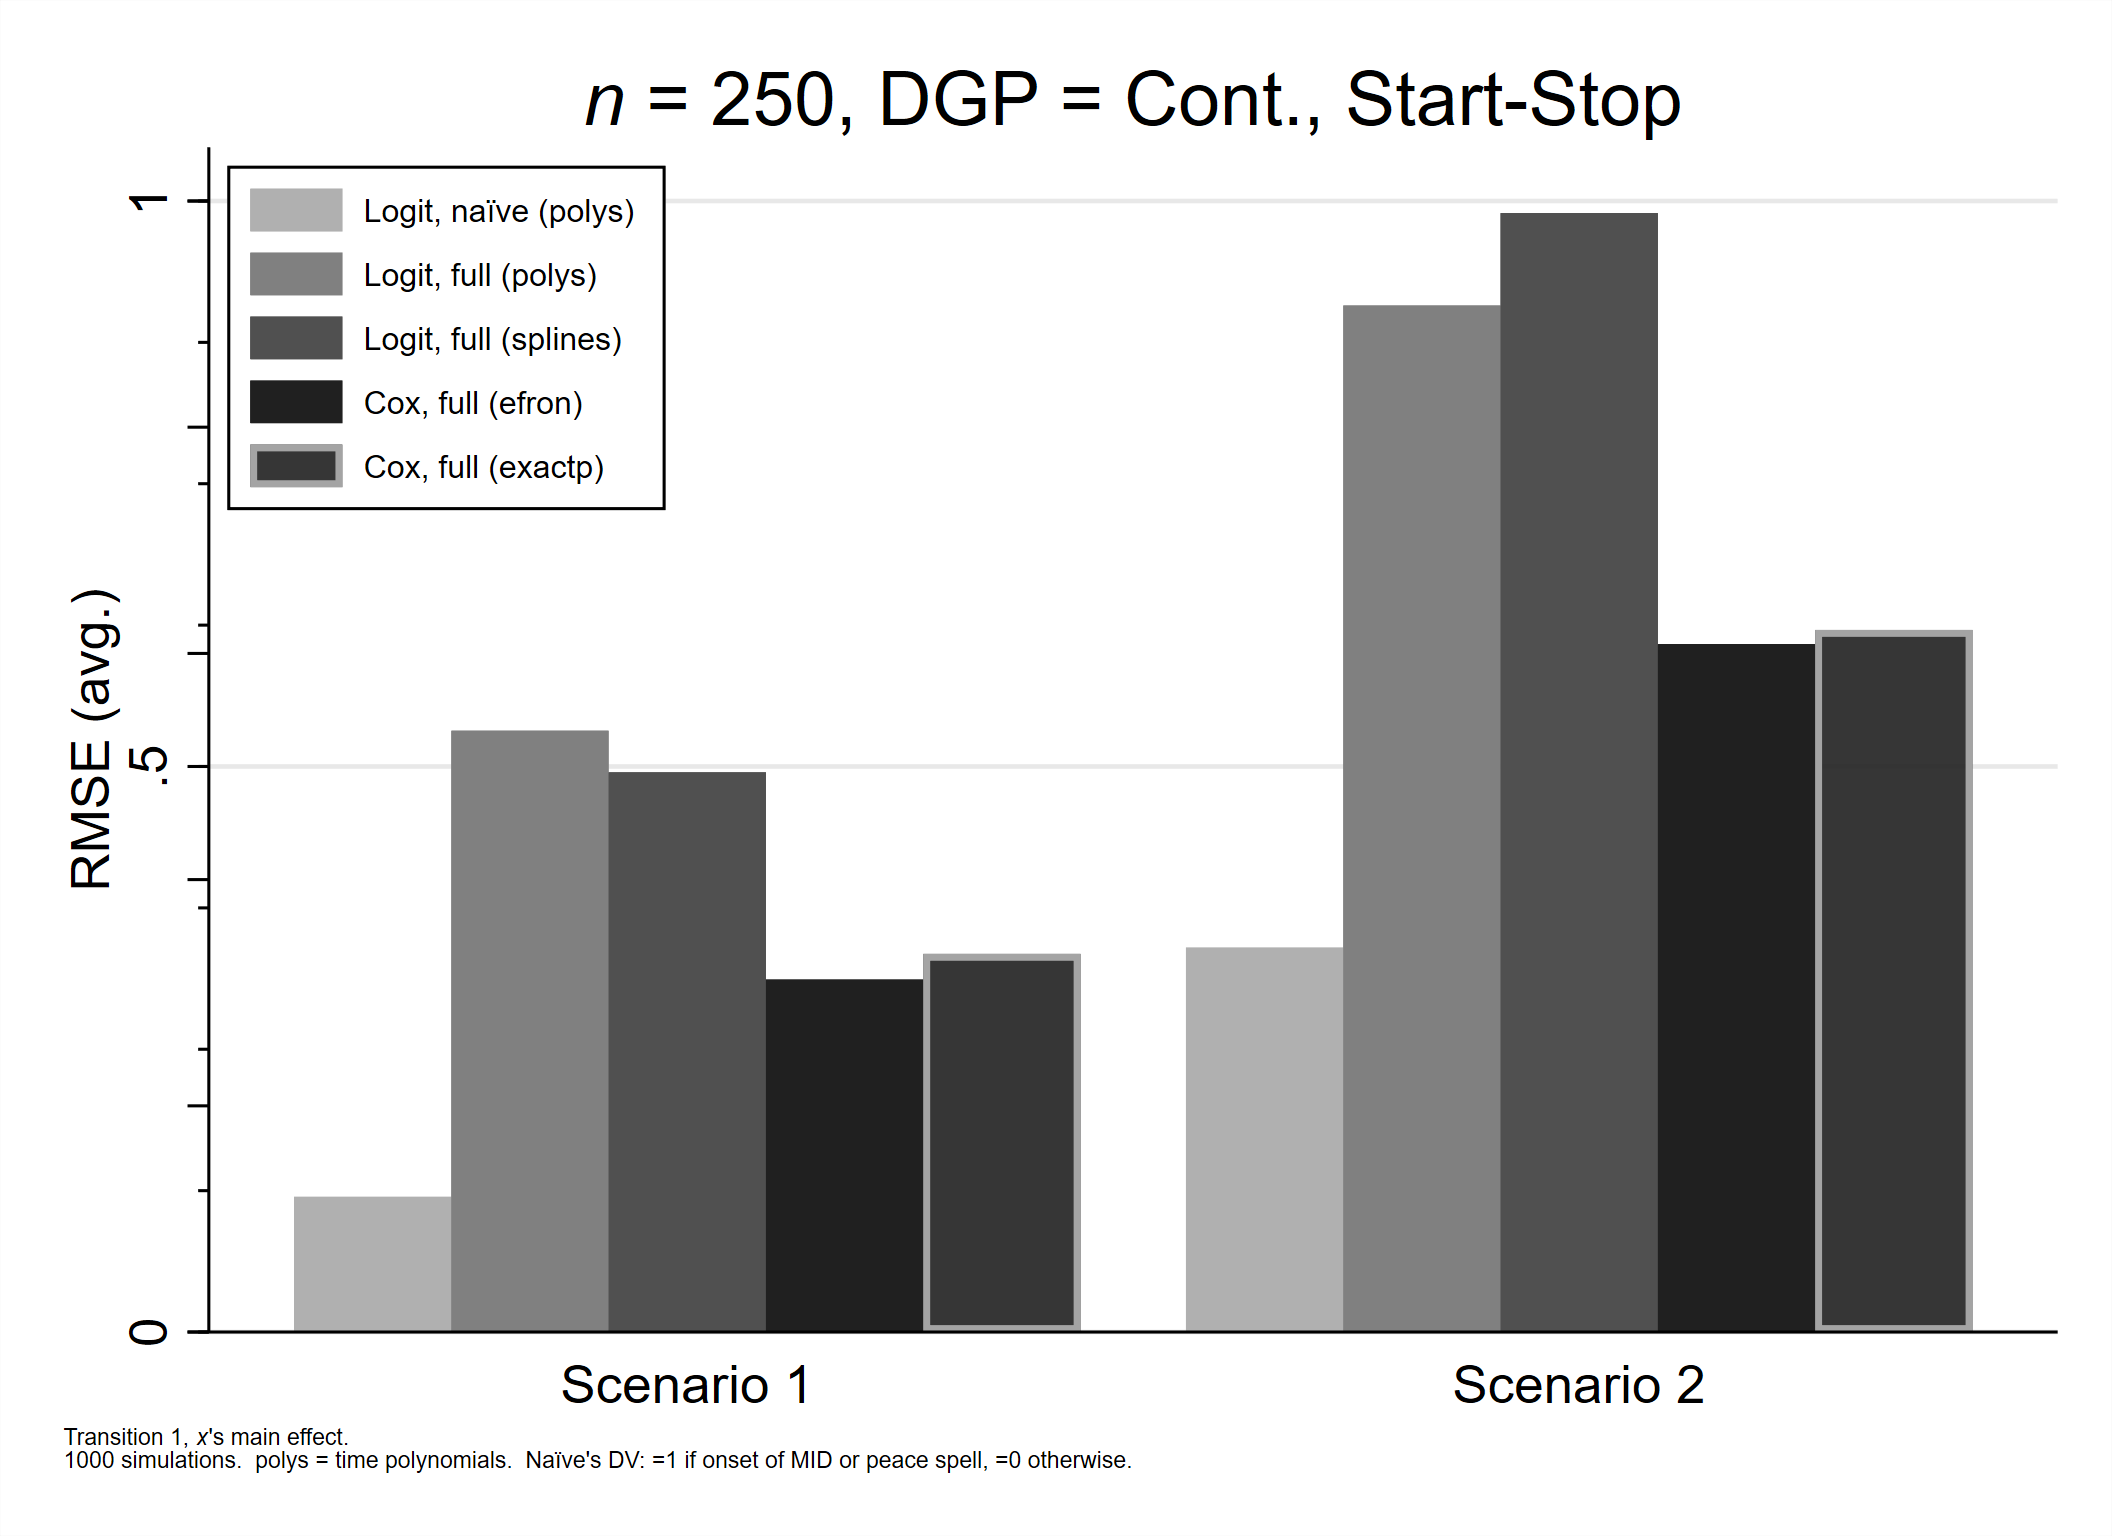 n = 250, DGP = Cont., Start-Stop
Logit, naïve (polys)
Logit, full (polys)
Logit, full (splines)
Cox, full (efron)
Cox, full (exactp)
RMSE (avg.)
1
.5
0
Scenario 1
Scenario 2
Transition 1, x's main effect.
1000 simulations.  polys = time polynomials.  Naïve's DV: =1 if onset of MID or peace spell, =0 otherwise.